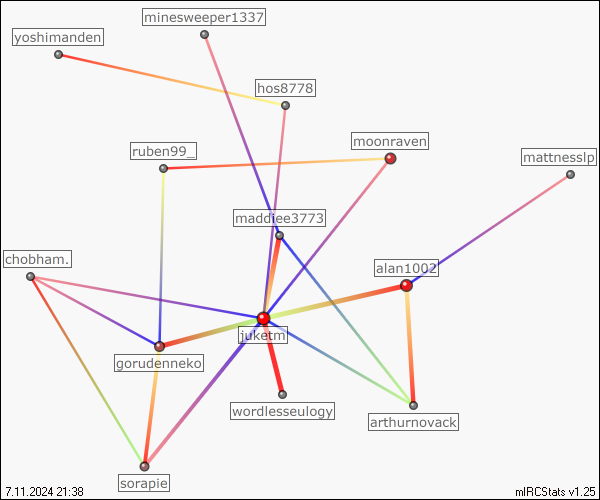 minesweeper1337
yoshimanden
hos8778
moonraven
ruben99_
mattnesslp
maddiee3773
chobham.
alan1002
juketm
gorudenneko
wordlesseulogy
arthurnovack
sorapie
7.11.2024 21:38
mIRCStats v1.25